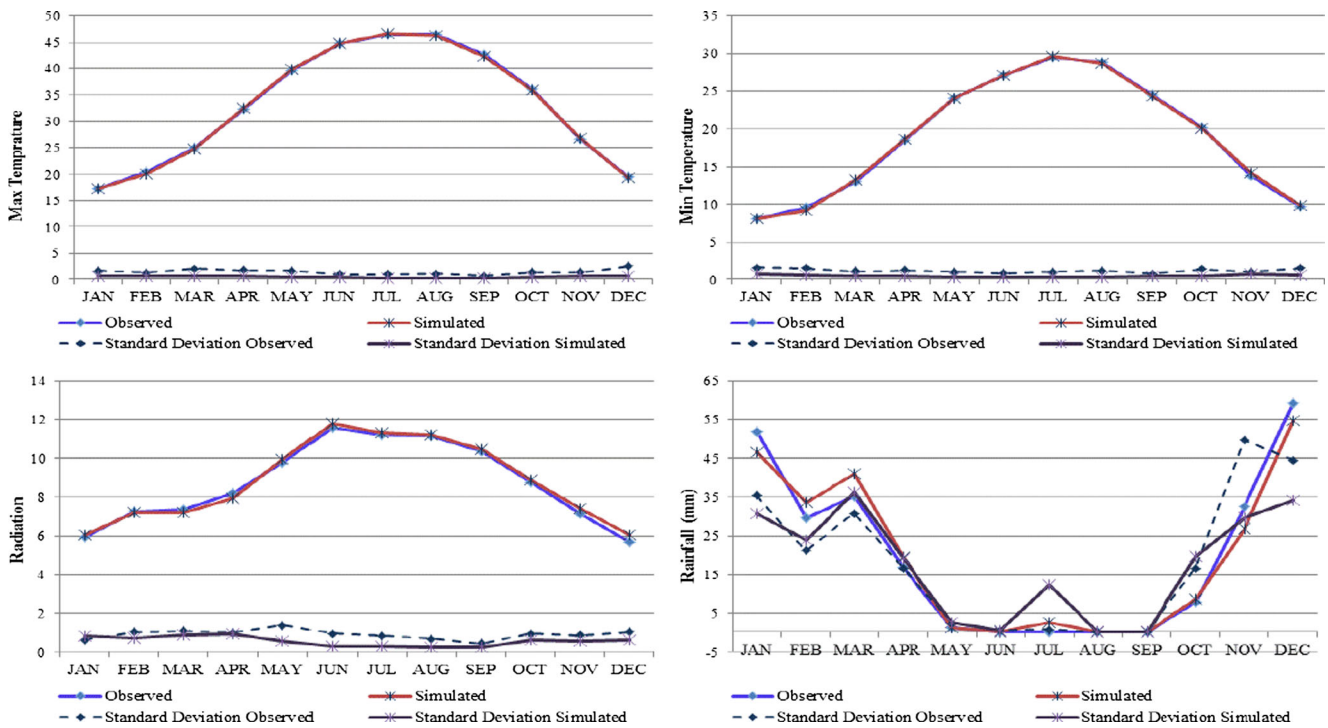 50
45
40
35
30
25
20
15
10
5
0
Max Temprature
JAN FEB MAR APR MAY JUN JUL AUG SEP OCT NOV DEC
Observed Simulated
Standard Deviation Observed Standard Deviation Simulated
35
30
25
20
15
10
5
0
Min Temperature
JAN FEB MAR APR MAY JUN JUL AUG SEP OCT NOV DEC
Observed Simulated
Standard Deviation Observed Standard Deviation Simulated
14
12
10
8
6
4
2
0
Radiation
JAN FEB MAR APR MAY JUN JUL AUG SEP OCT NOV DEC
Observed Simulated
Standard Deviation Observed Standard Deviation Simulated
65
55
45
35
25
15
5
-5
Rainfall (mm)
JAN FEB MAR APR MAY JUN JUL AUG SEP OCT NOV DEC
Observed Simulated
Standard Deviation Observed Standard Deviation Simulated